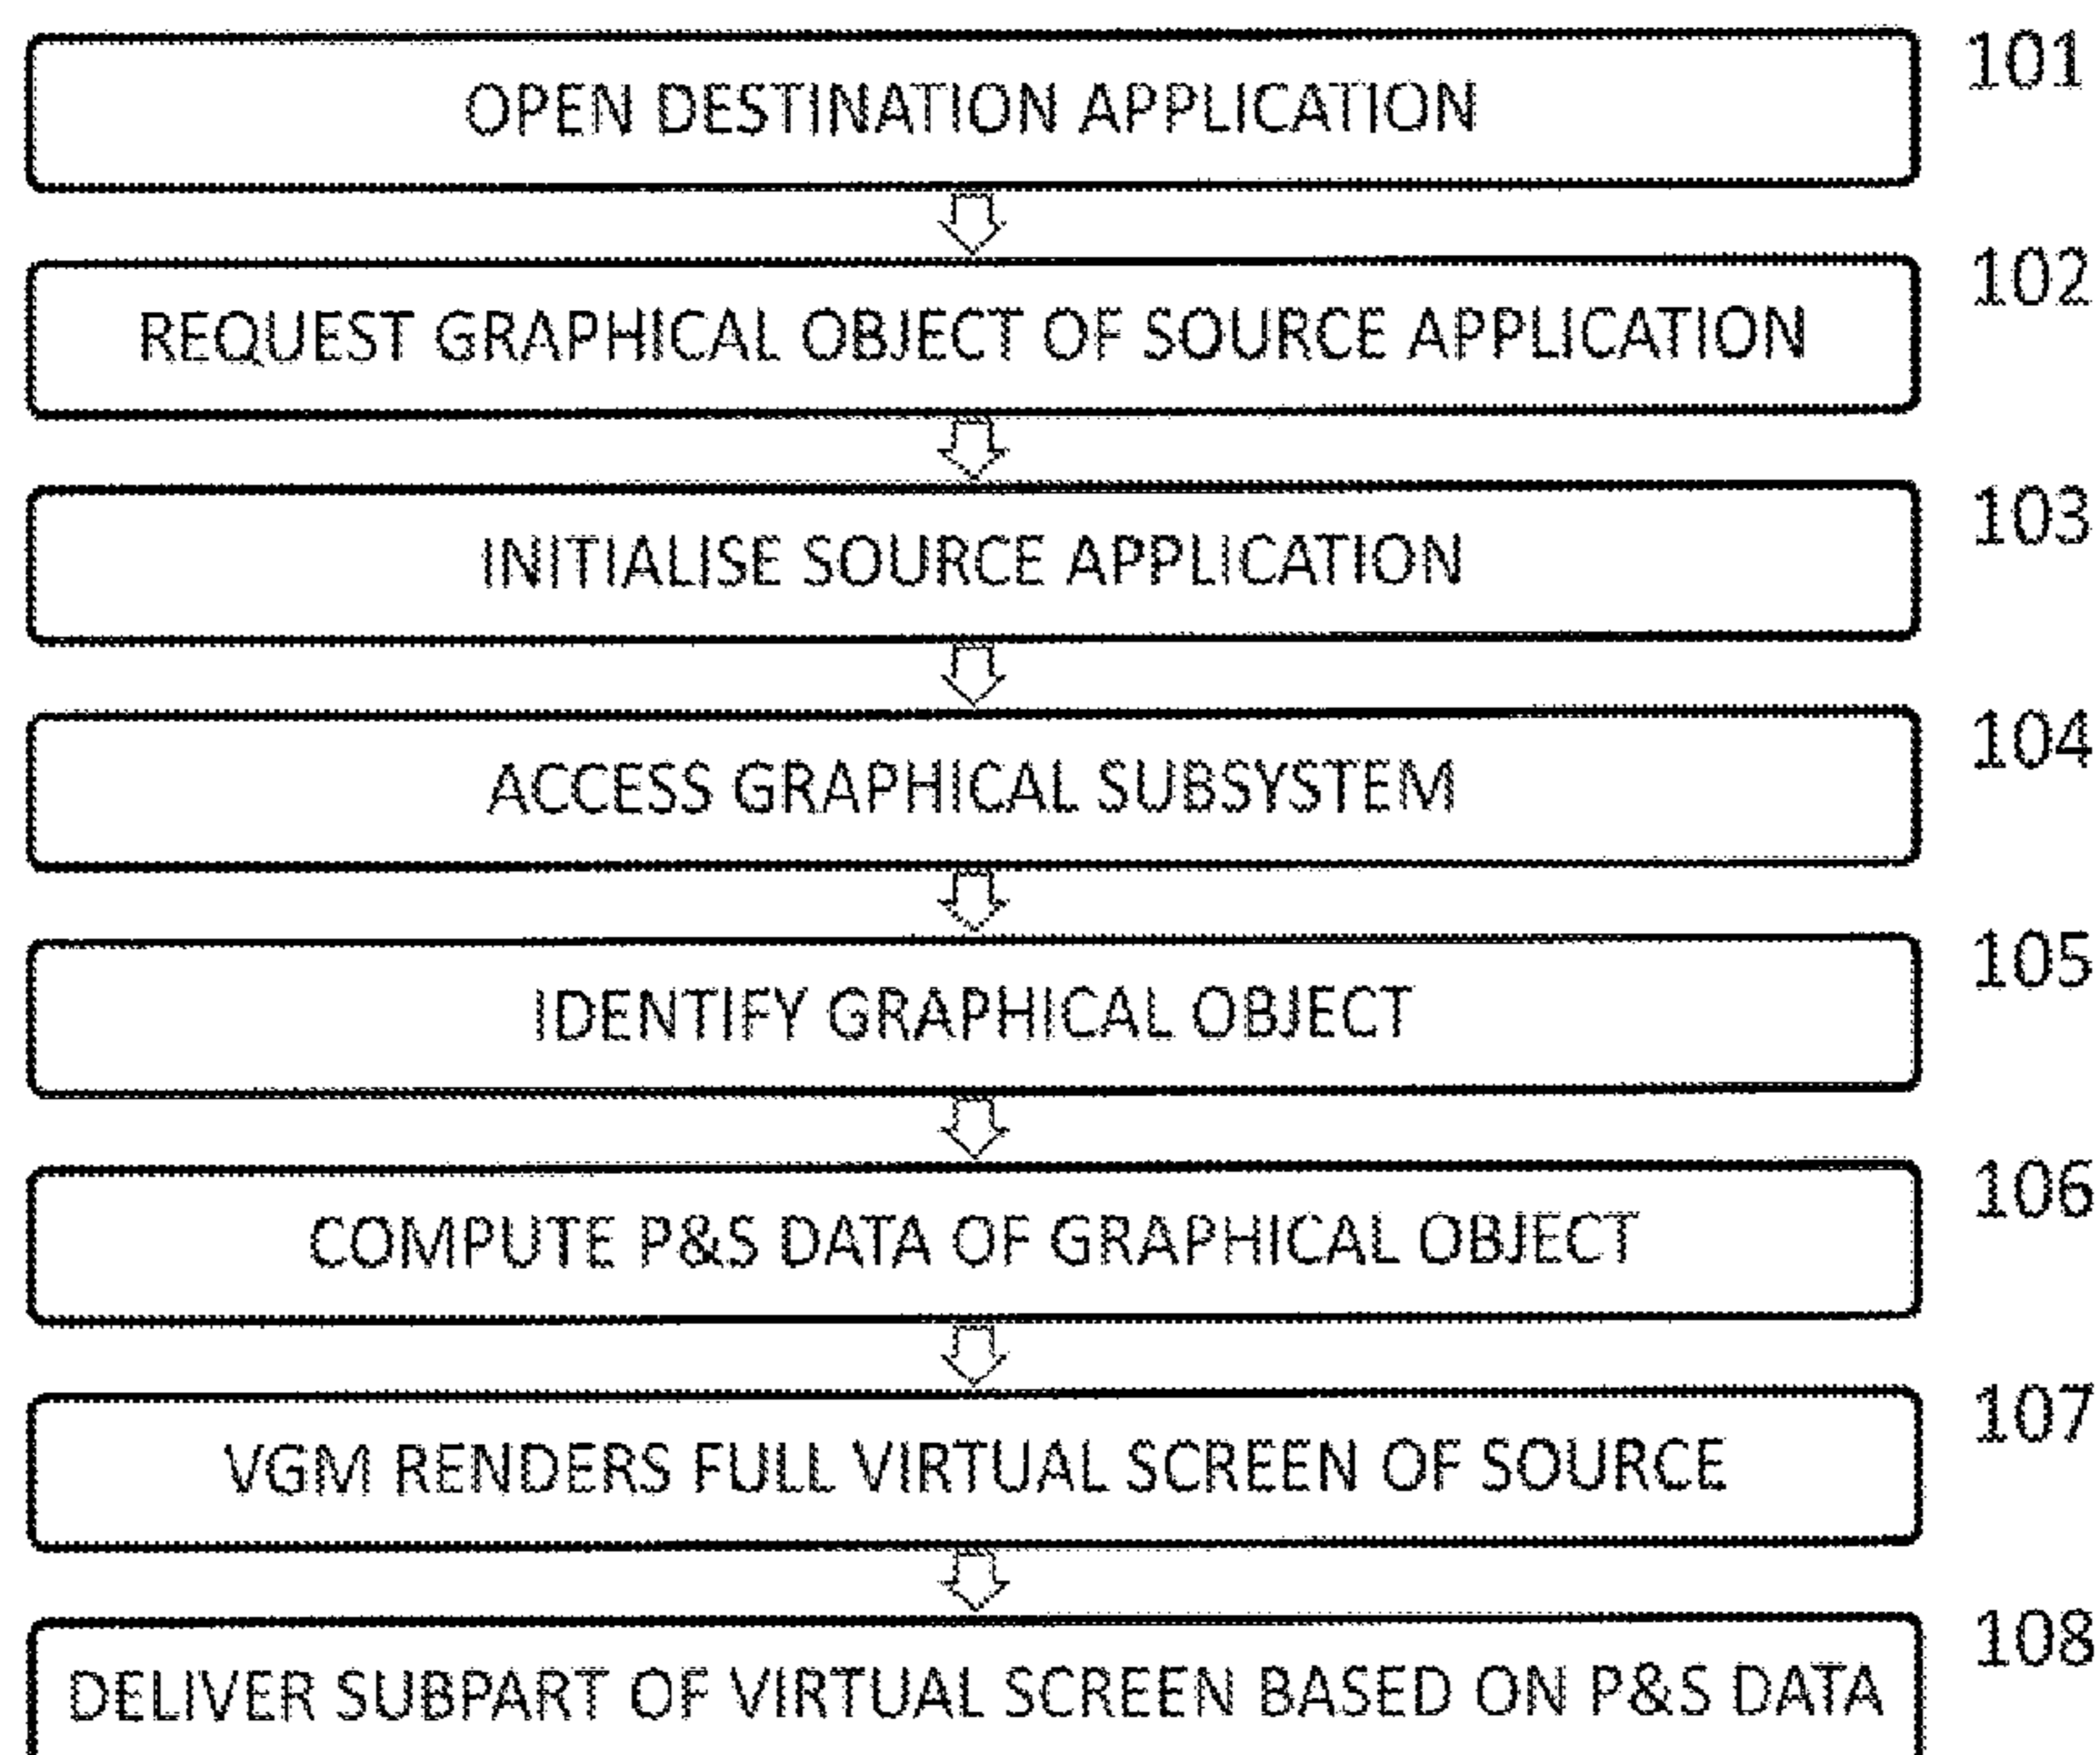 OPEN DESTINATION APPLICATION 101
REQUEST GRAPHICAL OBJECT OF SOURCE APPLICATION 102
INITIALISE SOURCE APPLICATION 103
ACCESS GRAPHICAL SUBSYSTEM 104
IDENTIFY GRAPHICAL OBJECT 105
COMPUTE P&S DATA OF GRAPHICAL OBJECT 106
VGM RENDERS FULL VIRTUAL SCREEN OF SOURCE 107
DELIVER SUBPART OF VIRTUAL SCREEN BASED ON P&S DATA 108